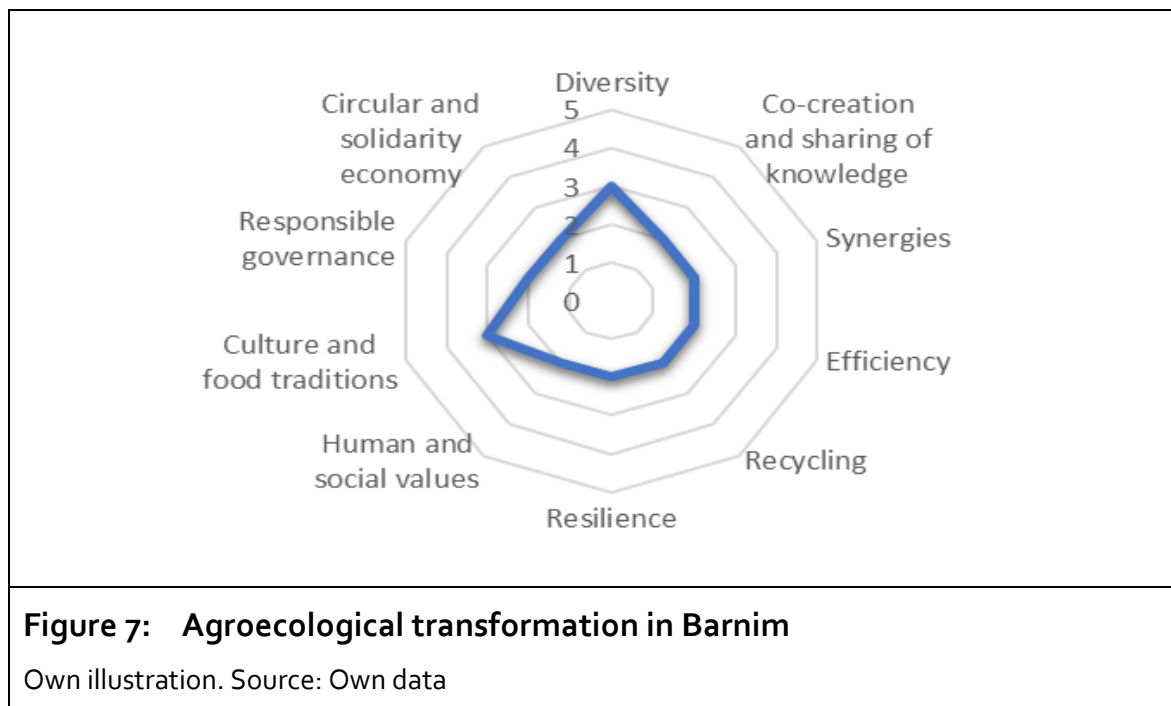 Diversity
Circular and
solidarity
economy
Co-creation
and sharing of
knowledge
5
4
3
2
1
0
Responsible
governance
Synergies
Culture and
food traditions
Efficiency
Human and
social values
Recycling
Resilience
Figure 7: Agroecological transformation in Barnim
Own illustration. Source: Own data